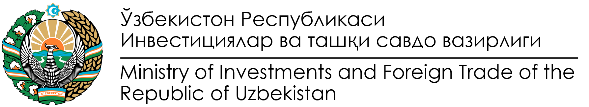 Ўзбекистон Республикаси
Инвестициялар ва ташқи савдо вазирлиги
Ministry of Investments and Foreign Trade of the
Republic of Uzbekistan